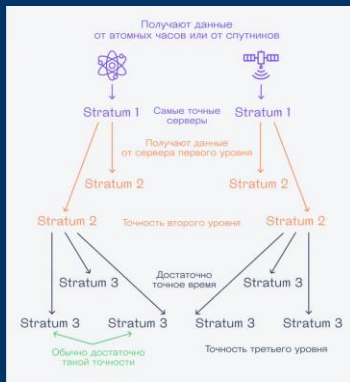 Получают данные
от атомных часов или от спутников
Stratum 1
Самые точные
серверы
Stratum 1
Получают данные
от сервера первого уровня
Stratum 2
Stratum 2
Stratum 2
Точность второго уровня
Stratum 2
Достаточно
точное время
Stratum 3
Stratum 3
Stratum 3
Stratum 3
Stratum 3
Stratum 3
Обычно достаточно
такой точности
Точность третьего уровня